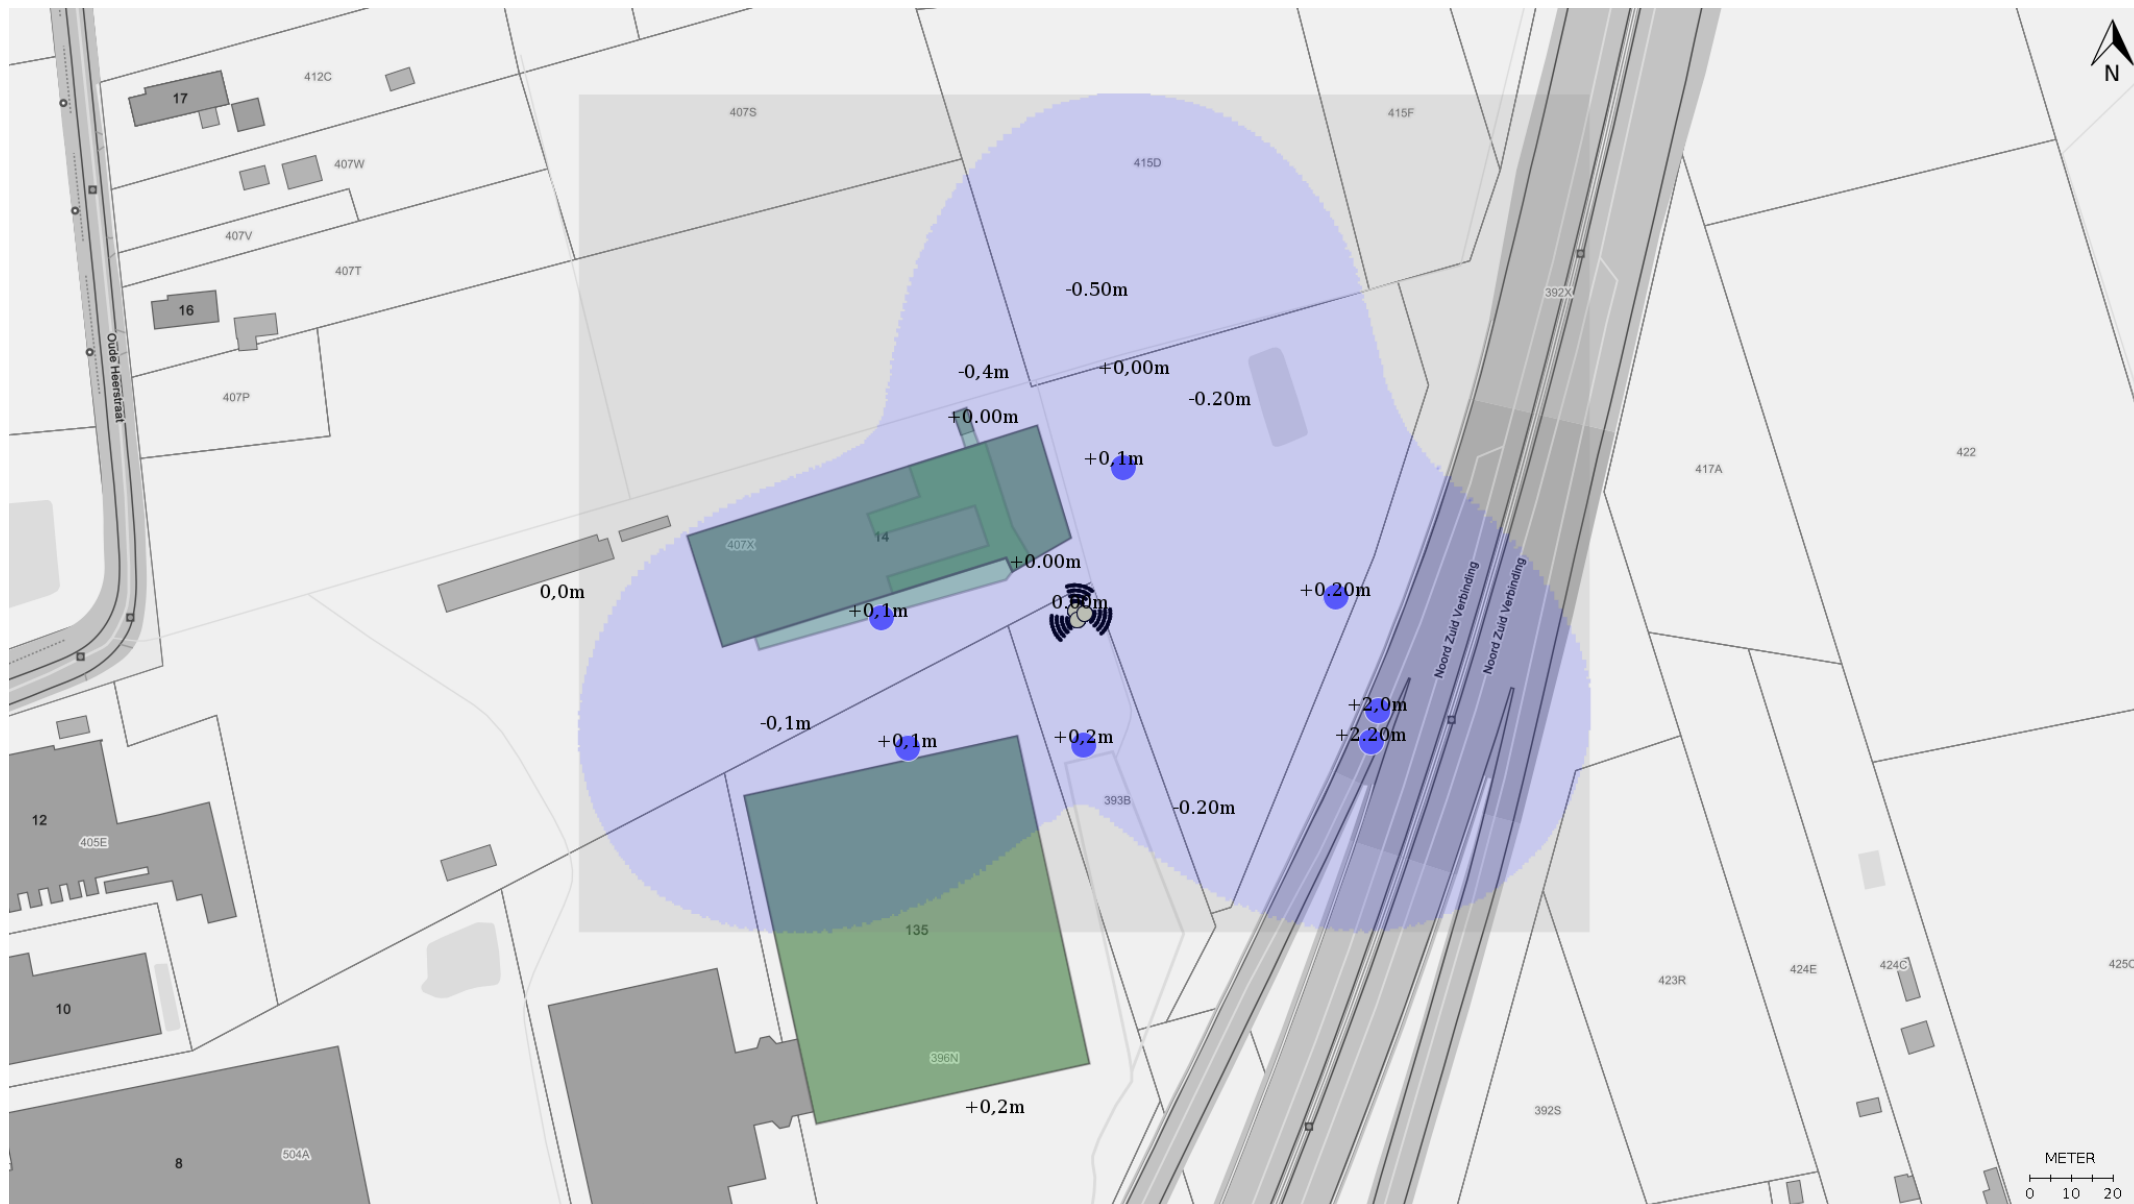 N
412C
17
407S
415F
407W
415D
407V
407T
-0.50m
392X
16
Oude Heerstraat
+0,00m
-0,4m
407P
-0.20m
+0.00m
422
+0,1m
417A
14
407X
+0.00m
0,0m
+0.20m
0.00m
+0,1m
Noord Zuid Verbinding
Noord Zuid Verbinding
+2,0m
-0,1m
+2.20m
+0,2m
+0,1m
393B
-0.20m
12
405E
135
424C
425C
424E
423R
10
396N
+0,2m
392S
504A
8
METER
0 10 20